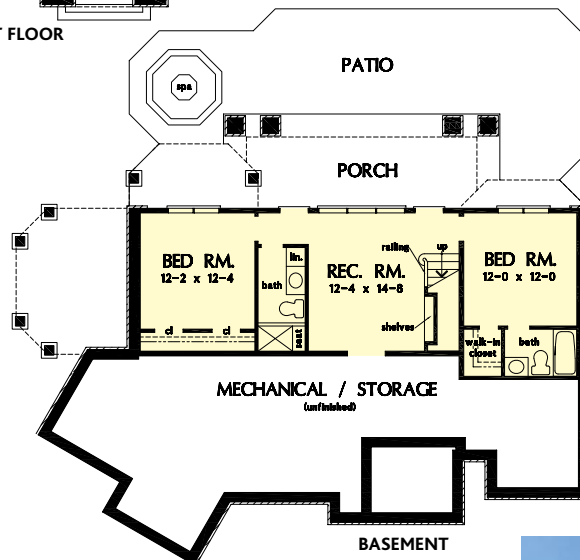 T FLOOR
PATIO
spa
PORCH
BED RM.
12-2 x 12-4
lin.
bath
seat
REC. RM.
12-4 x 14-8
railing
up
shelves
BED RM.
12-0 x 12-0
cl
cl
walk-in
closet
bath
MECHANICAL / STORAGE
(unfinished)
BASEMENT